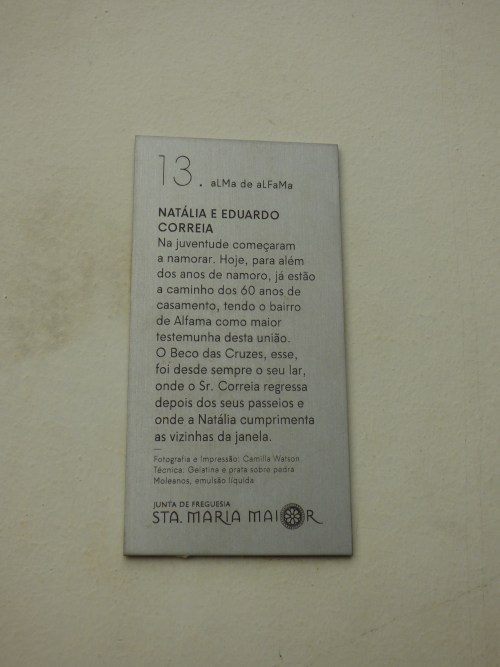 13. aLMa de aLFaMa
NATÁLIA E EDUARDO
CORREIA
Na juventude começaram
a namorar. Hoje, para além
dos anos de namoro, já estão
a caminho dos 60 anos de
casamento, tendo o bairro
de Alfama como maior
testemunha desta união.
O Beco das Cruzes, esse,
foi desde sempre o seu lar,
onde o Sr. Correia regressa
depois dos seus passeios e
onde a Natália cumprimenta
as vizinhas da janela.
—
Fotografia e Impressão: Camilla Watson
Técnica: Gelatina e prata sobre pedra
Moleanos, emulsão líquida
JUNTA DE FREGUESIA
STA. MARIA MAIOR